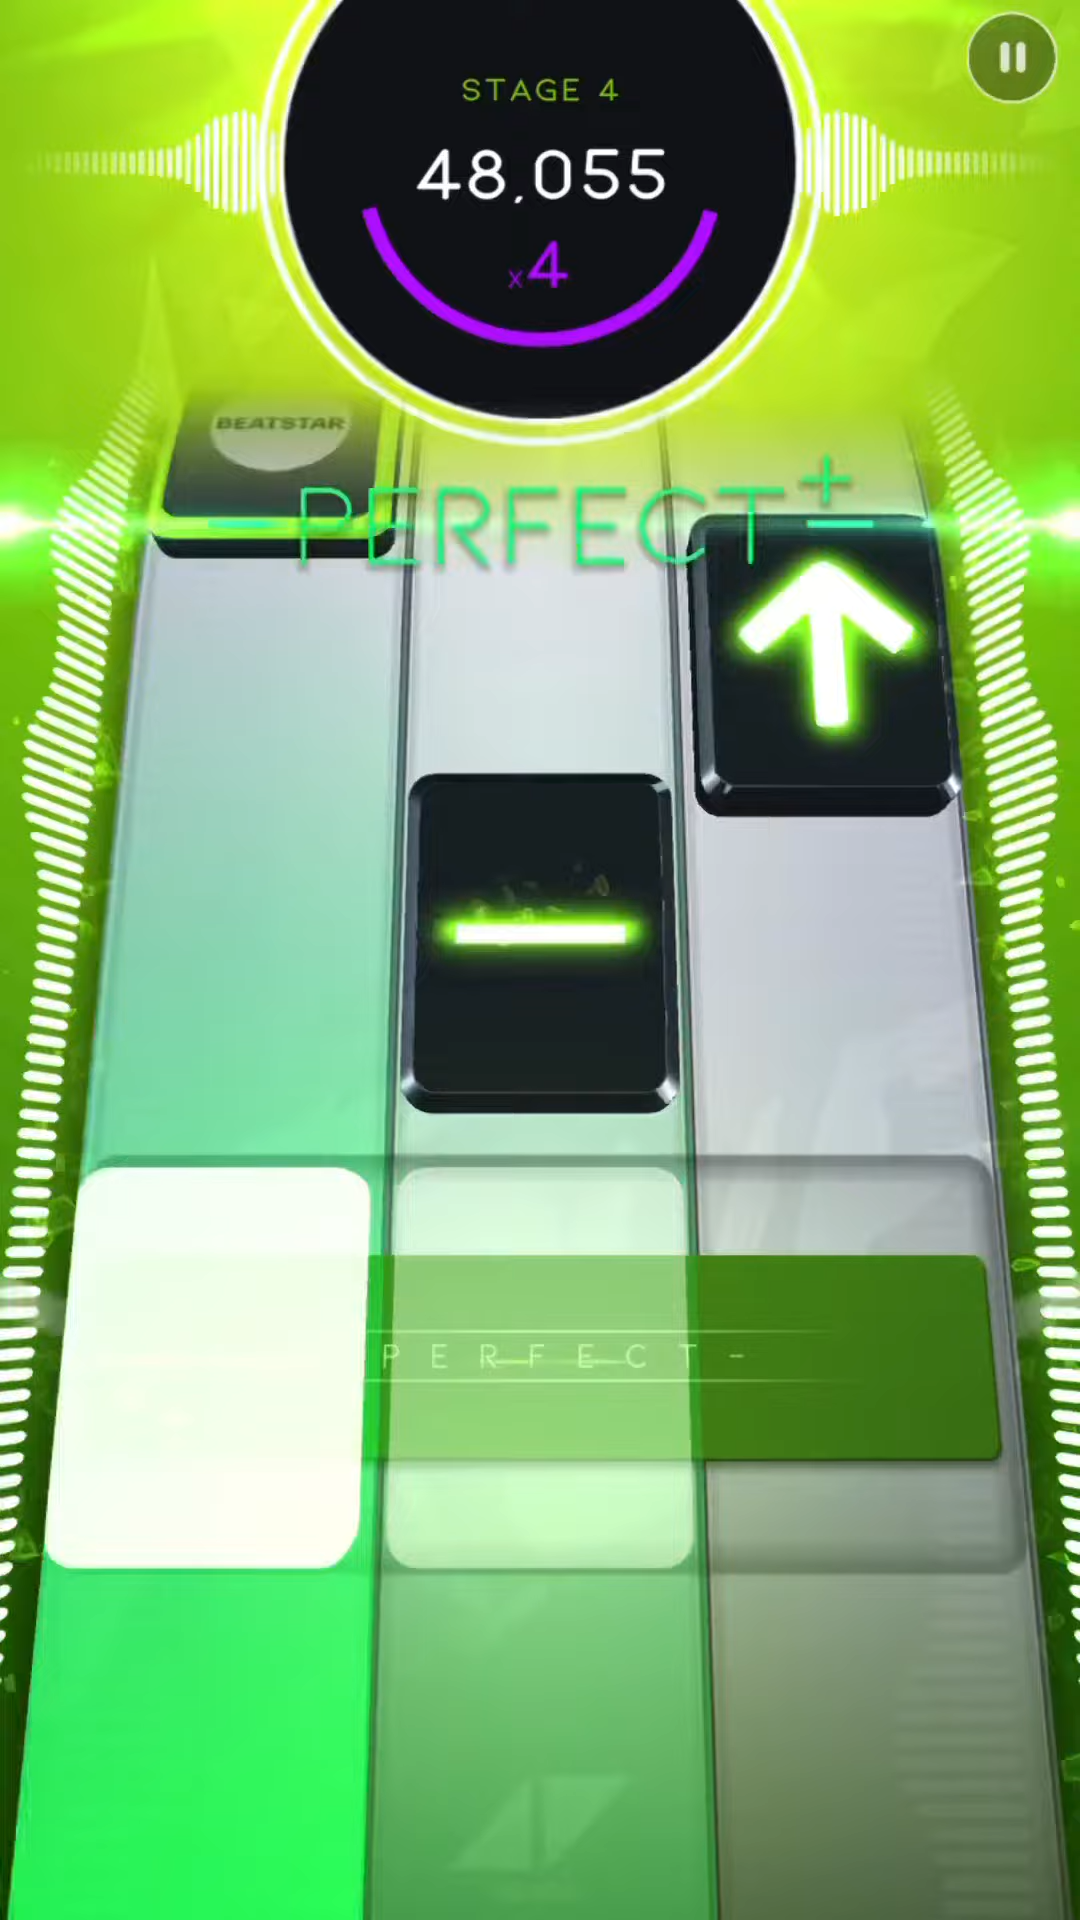 STAGE 4
48,055
x4
BEATSTAR
PERFECT+
PERFECT-